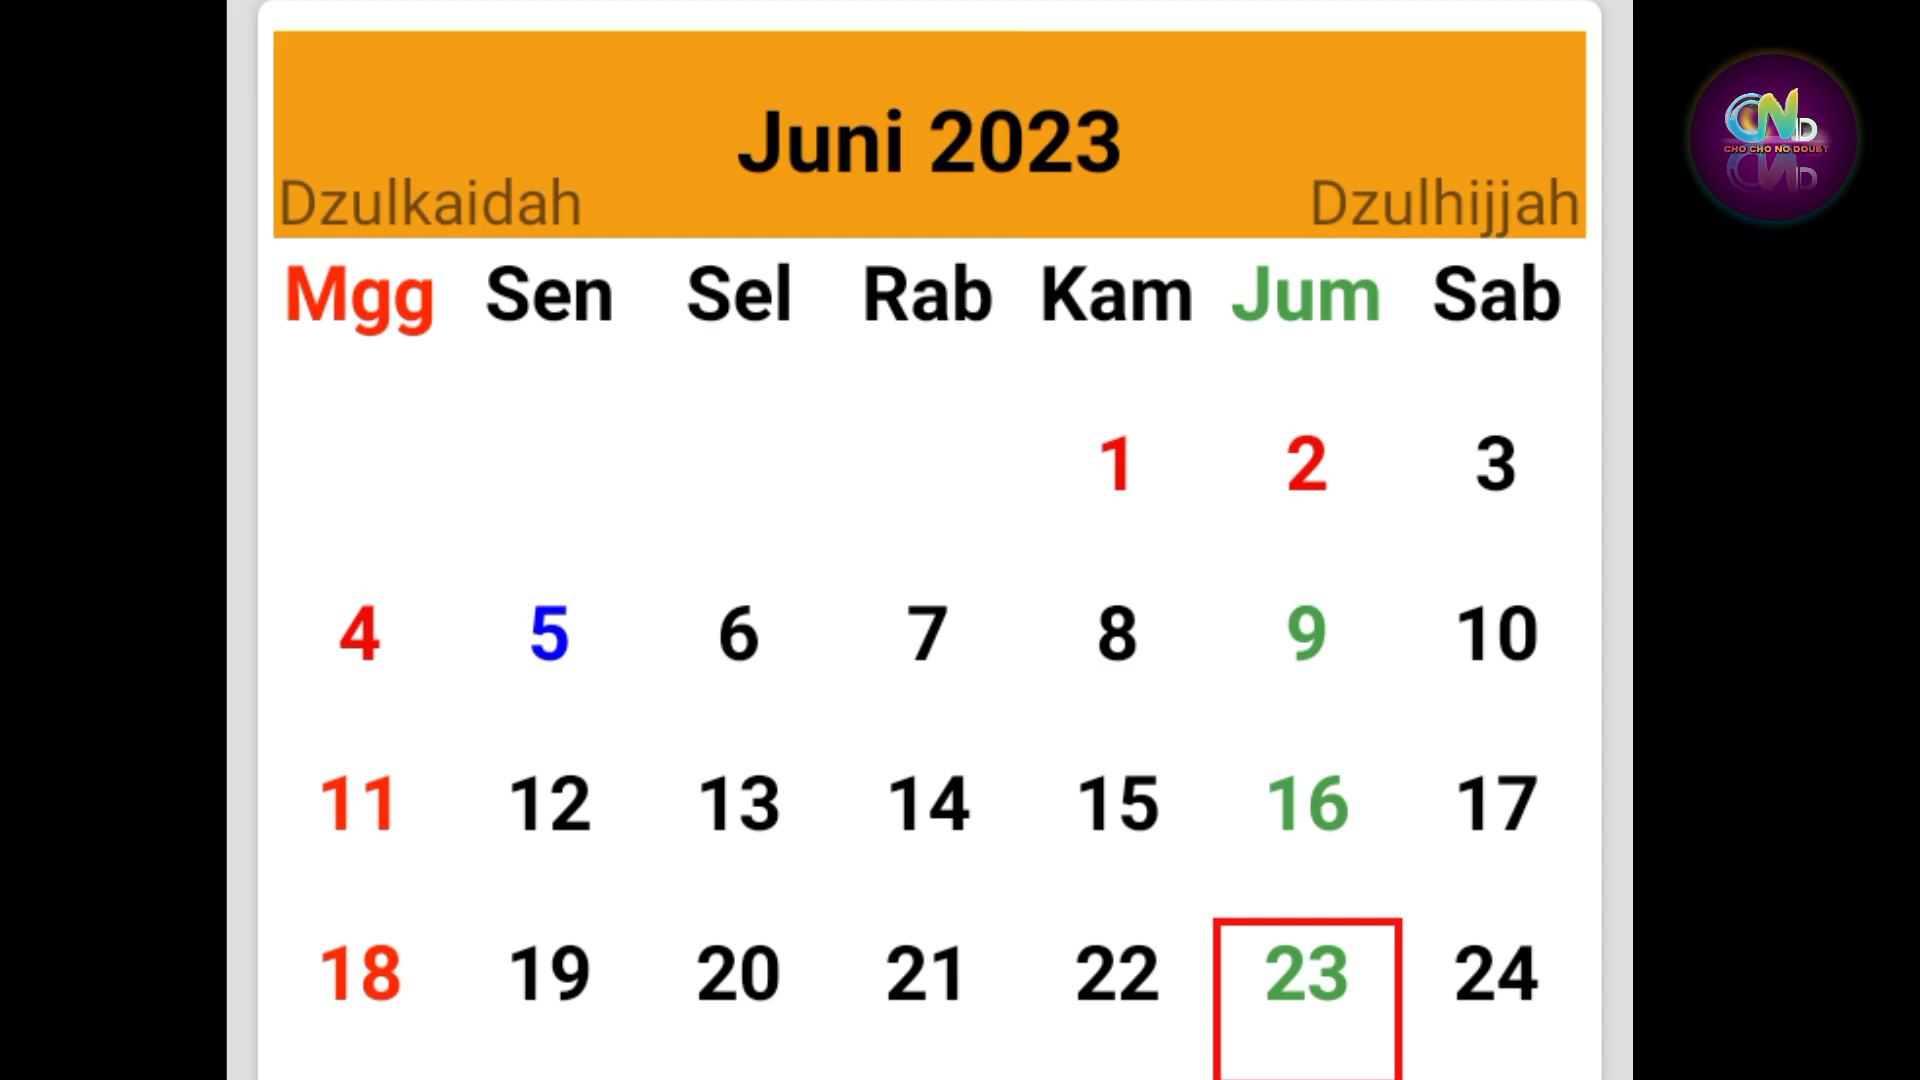 Juni 2023
Dzulkaidah Dzulhijjah
Mgg Sen Sel Rab Kam Jum Sab
1 2 3
4 5 6 7 8 9 10
11 12 13 14 15 16 17
18 19 20 21 22 23 24
CND
CHO CHO NO DOUBT